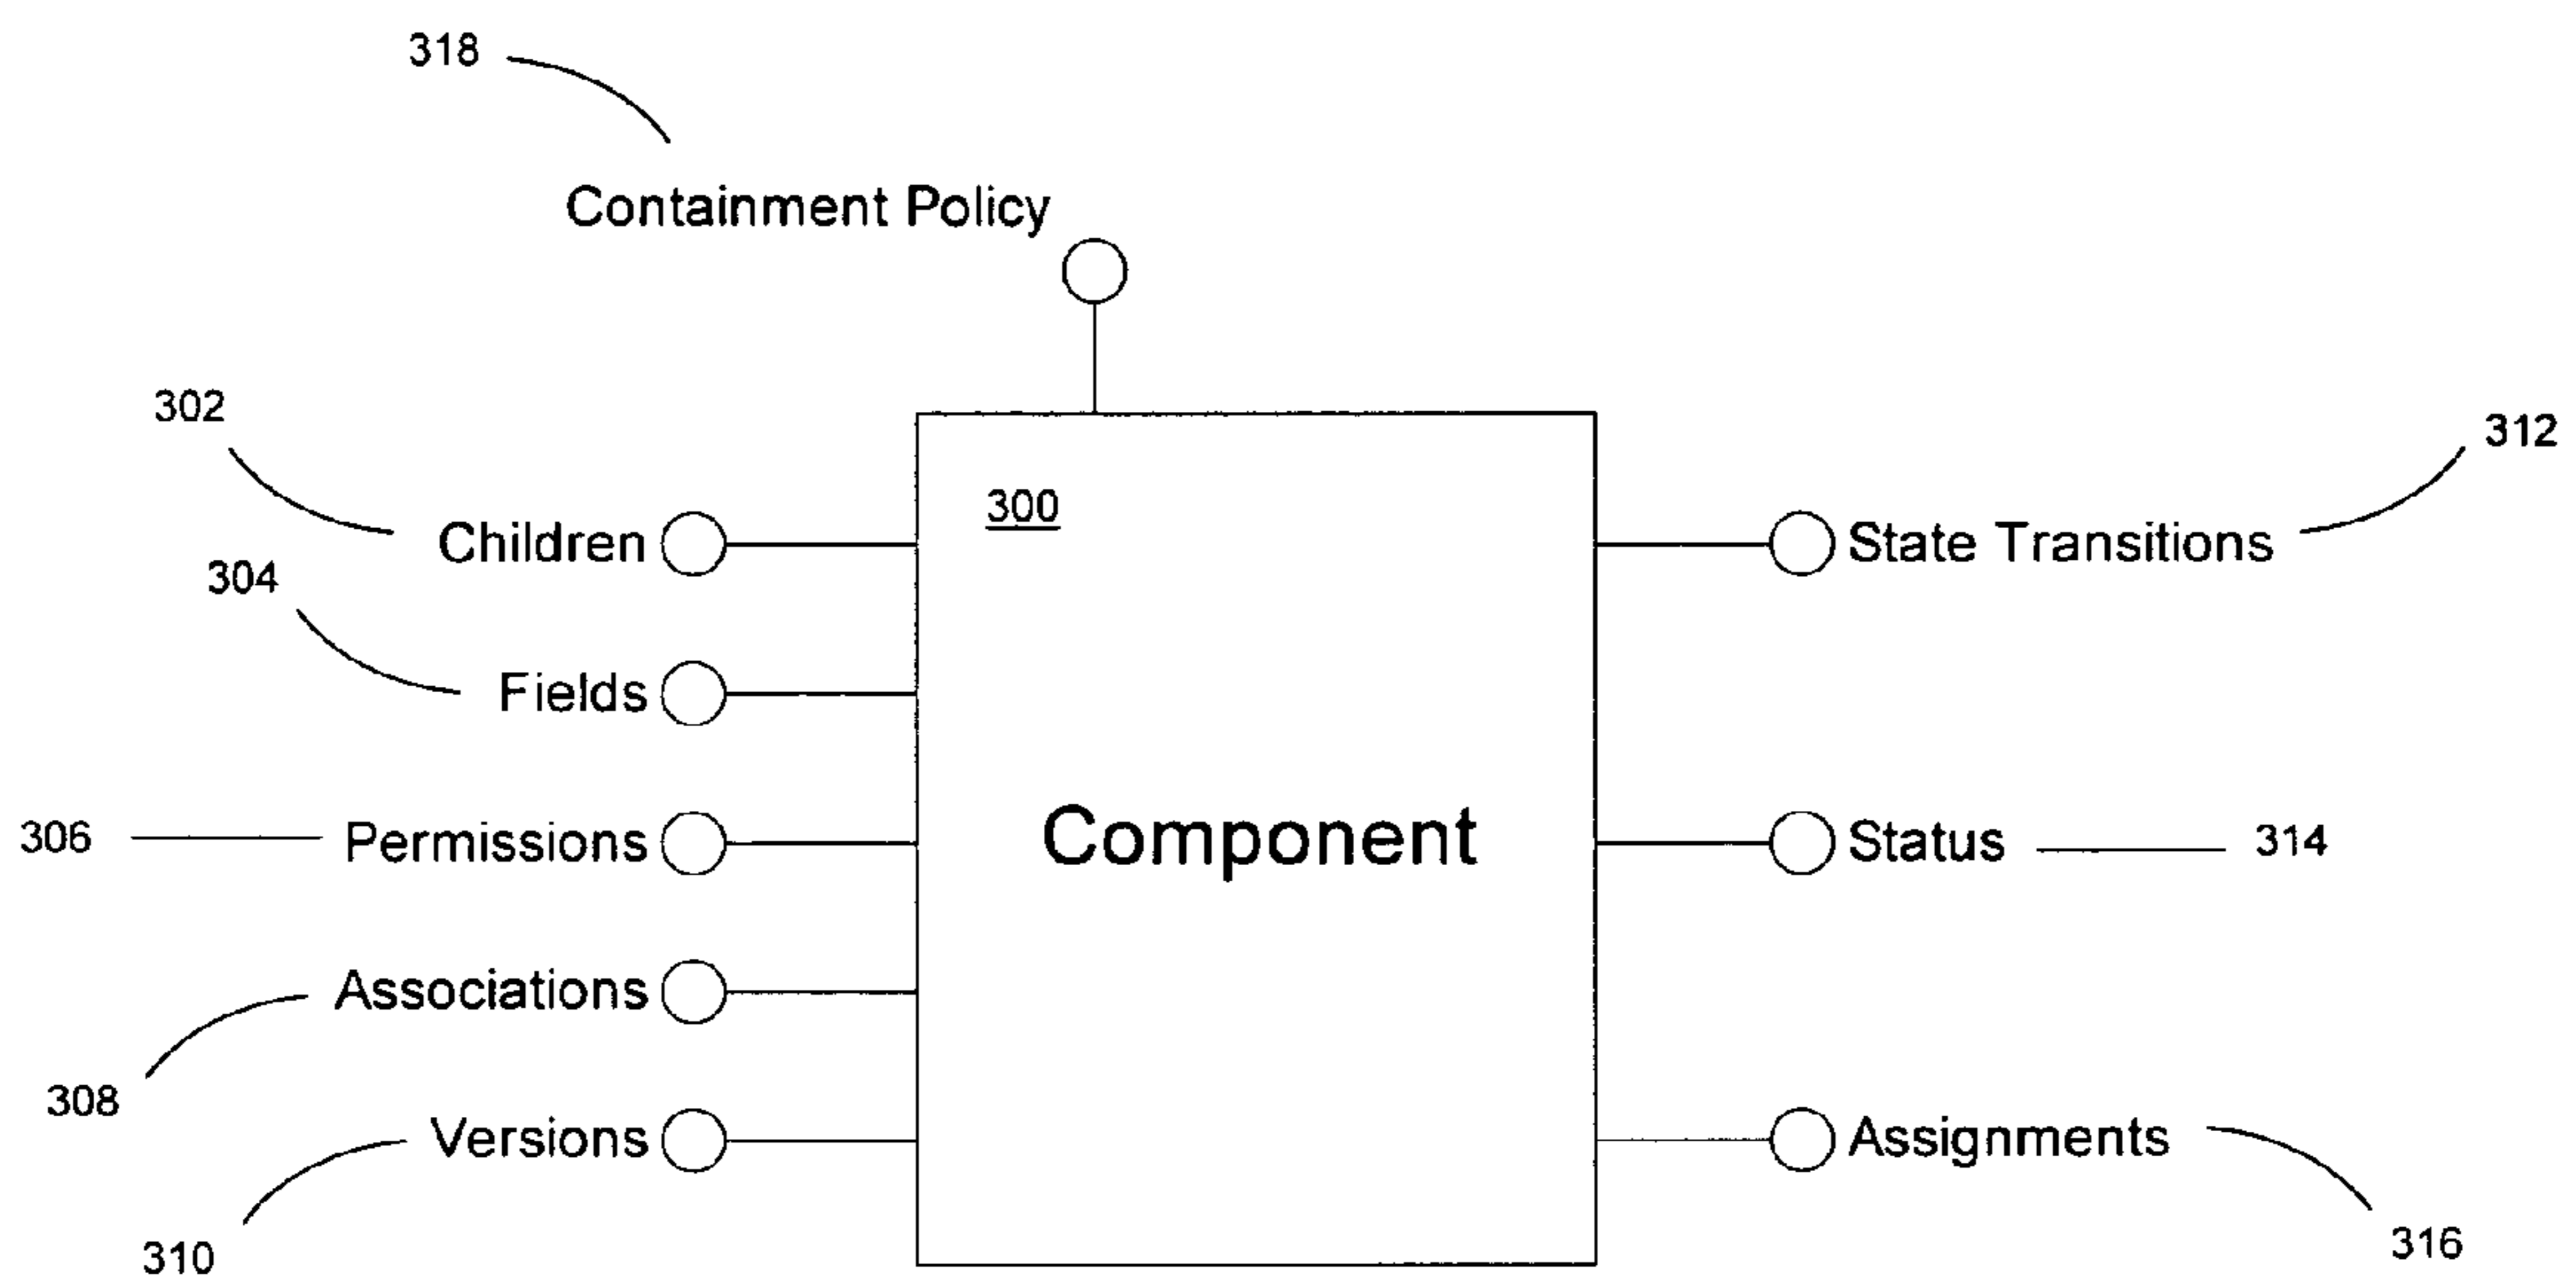 318
Containment Policy
302
312
300
Children
State Transitions
304
Fields
Component
306
Permissions
Status
314
Associations
308
Versions
Assignments
310
316